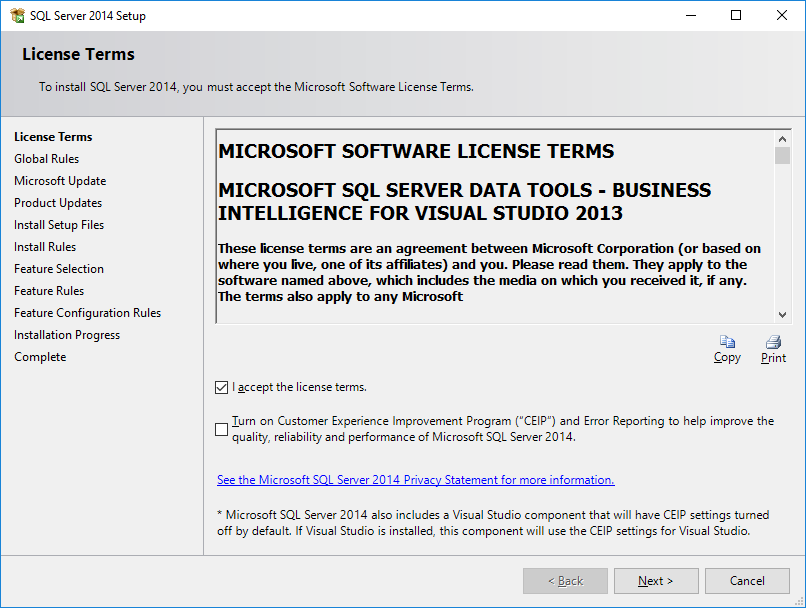 SQL Server 2014 Setup
License Terms
To install SQL Server 2014, you must accept the Microsoft Software License Terms.
License Terms
Global Rules
Microsoft Update
Product Updates
Install Setup Files
Install Rules
Feature Selection
Feature Rules
Feature Configuration Rules
Installation Progress
Complete
MICROSOFT SOFTWARE LICENSE TERMS
MICROSOFT SQL SERVER DATA TOOLS - BUSINESS
INTELLIGENCE FOR VISUAL STUDIO 2013
These license terms are an agreement between Microsoft Corporation (or based on
where you live, one of its affiliates) and you. Please read them. They apply to the
software named above, which includes the media on which you received it, if any.
The terms also apply to any Microsoft
Copy
Print
I accept the license terms.
Turn on Customer Experience Improvement Program ("CEIP") and Error Reporting to help improve the
quality, reliability and performance of Microsoft SQL Server 2014.
See the Microsoft SQL Server 2014 Privacy Statement for more information.
* Microsoft SQL Server 2014 also includes a Visual Studio component that will have CEIP settings turned
off by default. If Visual Studio is installed, this component will use the CEIP settings for Visual Studio.
< Back
Next >
Cancel